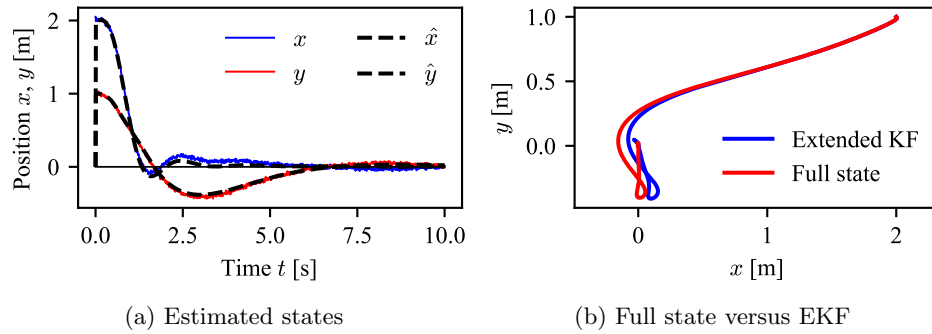 Position x, y [m]
2
1
0
x
y
x̂
ŷ
0.0 2.5 5.0 7.5 10.0
Time t [s]
(a) Estimated states
y [m]
1.0
0.5
0.0
Extended KF
Full state
0 1 2
x [m]
(b) Full state versus EKF